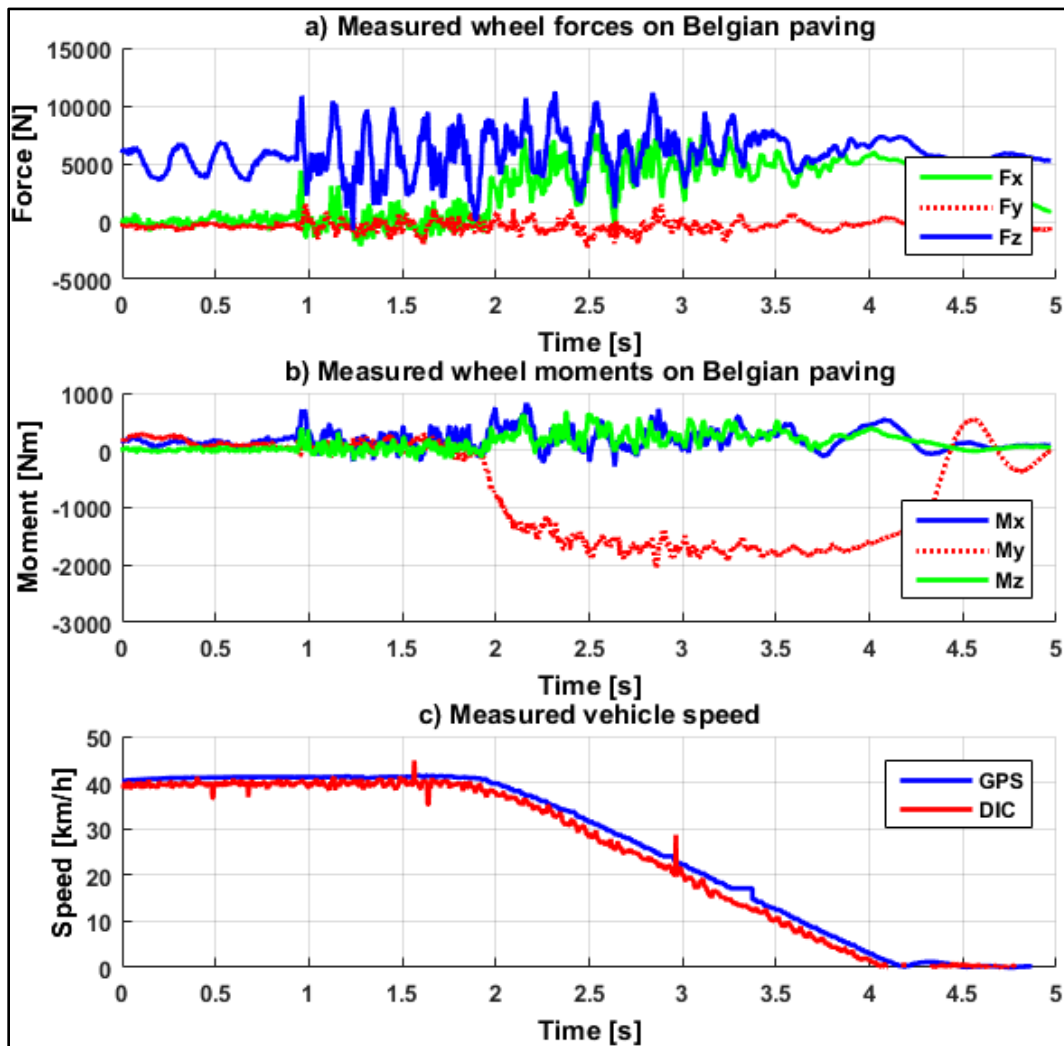 a) Measured wheel forces on Belgian paving
Force [N]
15000
10000
5000
0
-5000
0 0.5 1 1.5 2 2.5 3 3.5 4 4.5 5
Time [s]
Fx
Fy
Fz
b) Measured wheel moments on Belgian paving
Moment [Nm]
1000
0
-1000
-2000
-3000
0 0.5 1 1.5 2 2.5 3 3.5 4 4.5 5
Time [s]
Mx
My
Mz
c) Measured vehicle speed
Speed [km/h]
50
40
30
20
10
0
0 0.5 1 1.5 2 2.5 3 3.5 4 4.5 5
Time [s]
GPS
DIC